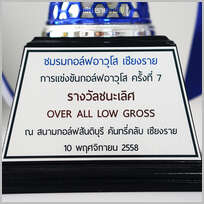 ชมรมกอล์ฟอาวุโส เชียงราย
การแข่งขันกอล์ฟอาวุโส ครั้งที่ 7
รางวัลชนะเลิศ
OVER ALL LOW GROSS
ณ สนามกอล์ฟสันติบุรี คันทรี่คลับ เชียงราย
10 พฤศจิกายน 2558